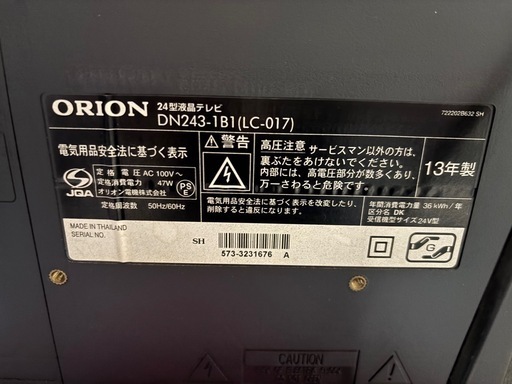 ORION
24型液晶テレビ
DN243-1B1(LC-017)
722202B632 SH
電気用品安全法に基づく表示
定格電圧 AC 100V～
定格消費電力 47W
オリオン電機株式会社
定格周波数 50Hz/60Hz
JQA
PS
E
警告
高圧注意 サービスマン以外の方は、
裏ぶたをあけないでください。
内部には、高電圧部分が数多くあり、
万一さわると危険です。
電気用品安全法に基づく表示を改変したり、
削除すると違反になります。
13年製
年間消費電力量 36 kWh/年
区分名 DK
受信機型サイズ 24V型
MADE IN THAILAND
SERIAL NO.
SH
573-3231676 A
G
CAUTION